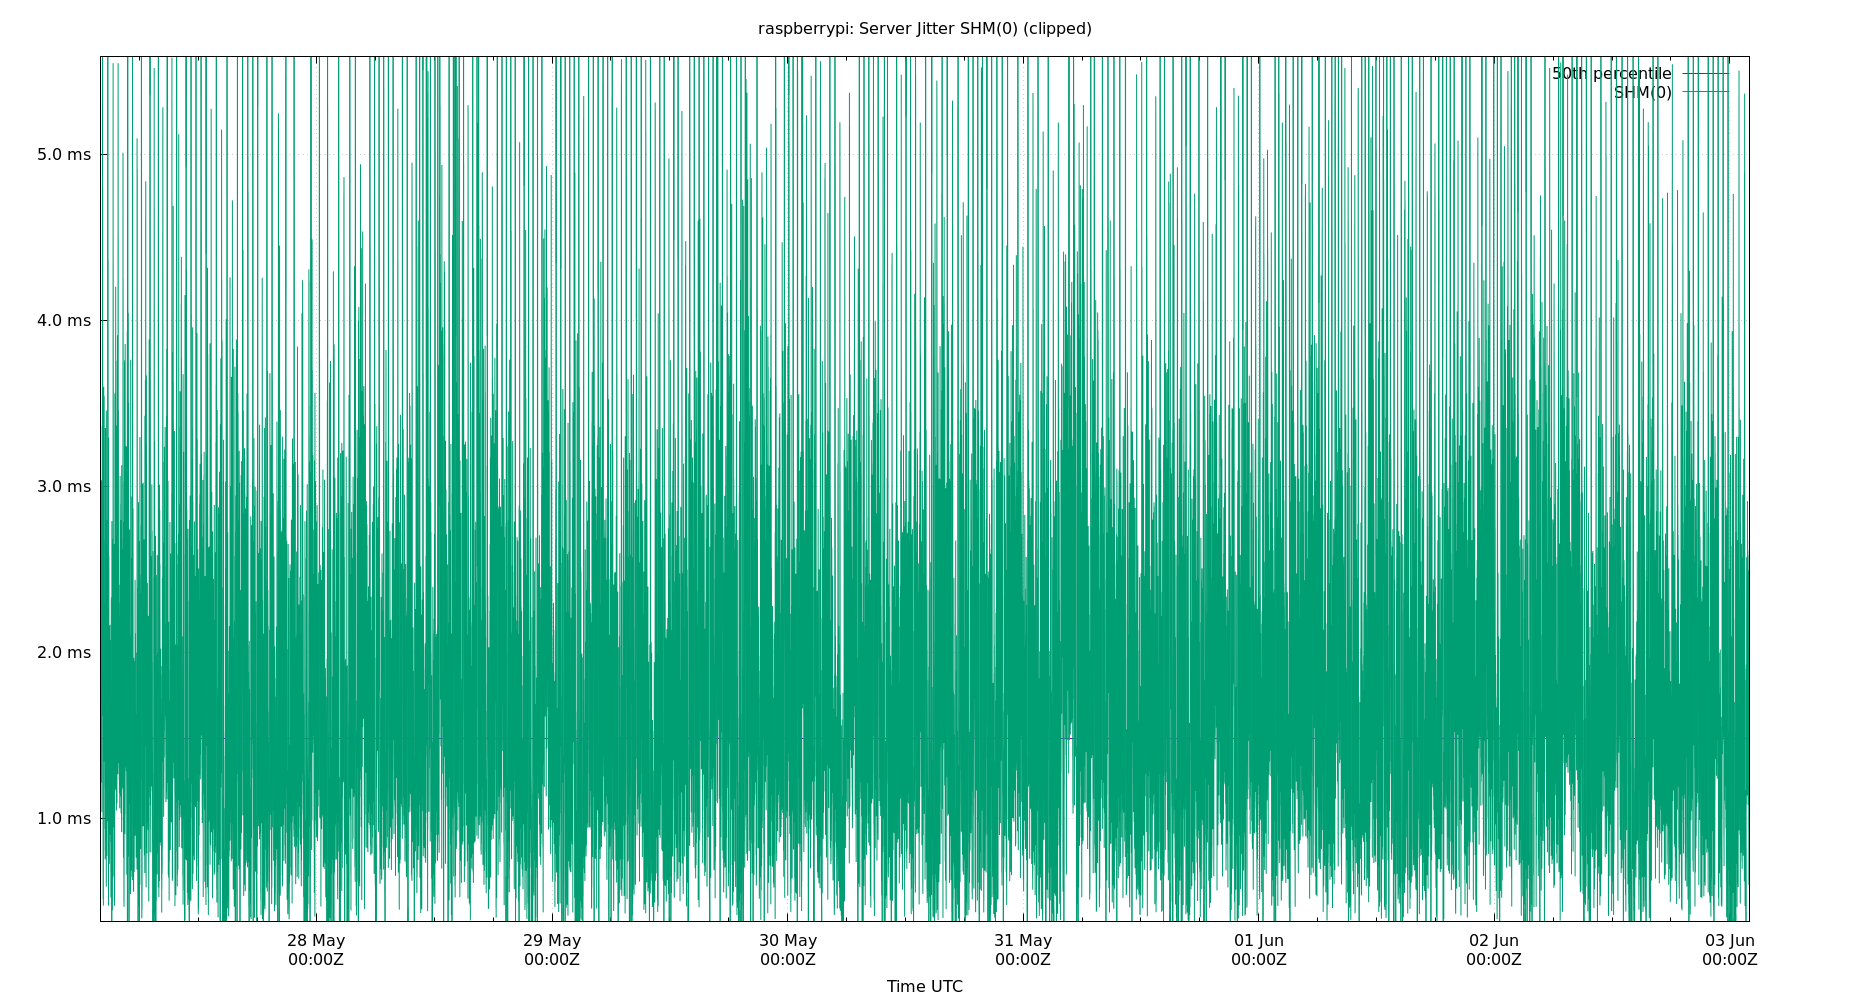 raspberrypi: Server Jitter SHM(0) (clipped)
50th percentile
SHM(0)
5.0 ms
4.0 ms
3.0 ms
2.0 ms
1.0 ms
28 May 29 May 30 May 31 May 01 Jun 02 Jun 03 Jun
00:00Z 00:00Z 00:00Z 00:00Z 00:00Z 00:00Z 00:00Z
Time UTC